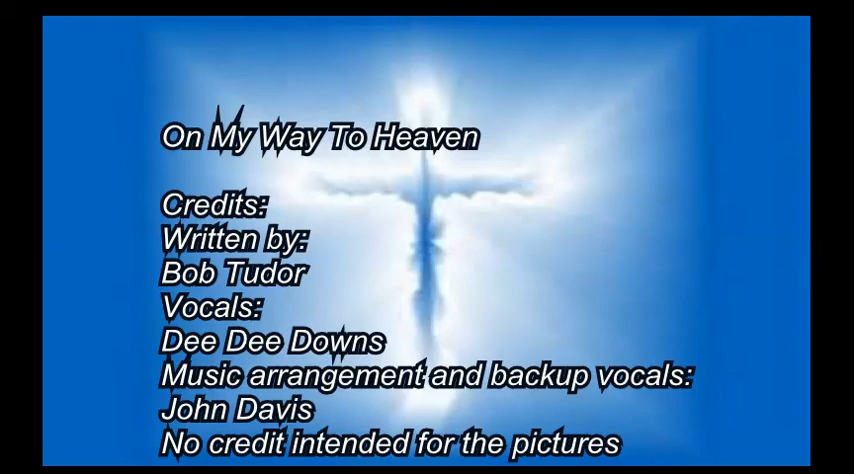 On My Way To Heaven
Credits:
Written by:
Bob Tudor
Vocals:
Dee Dee Downs
Music arrangement and backup vocals:
John Davis
No credit intended for the pictures